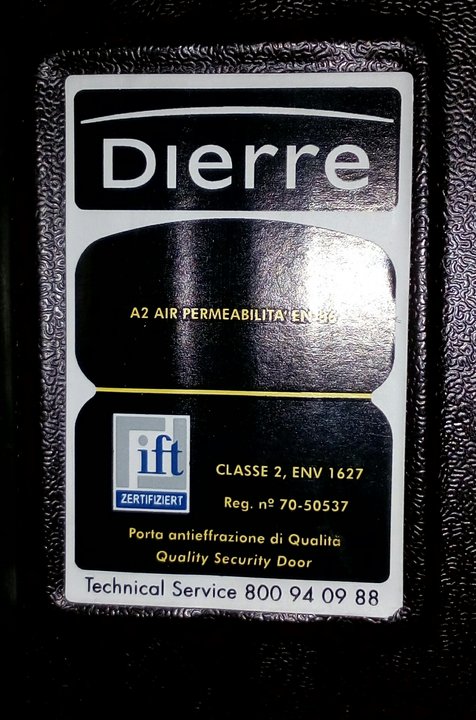 Dierre
A2 AIR PERMEABILITA' EN
ift
ZERTIFIZIERT
CLASSE 2, ENV 1627
Reg. nº 70-50537
Porta antieffrazione di Qualità
Quality Security Door
Technical Service 800 94 09 88